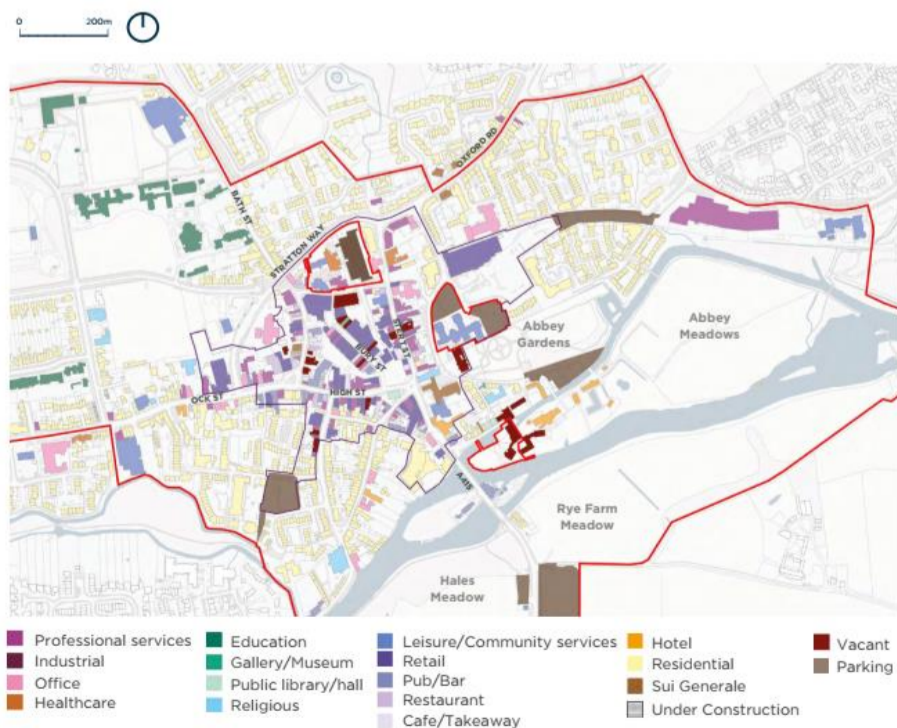 0 200m
OXFORD RD
BATH ST
STRATTON WAY
Abbey
Gardens
Abbey
Meadows
BURY ST
HIGH ST
OCK ST
A415
Rye Farm
Meadow
Hales
Meadow
Professional services
Industrial
Office
Healthcare
Education
Gallery/Museum
Public library/hall
Religious
Leisure/Community services
Retail
Pub/Bar
Restaurant
Cafe/Takeaway
Hotel
Residential
Sui Generale
Under Construction
Vacant
Parking